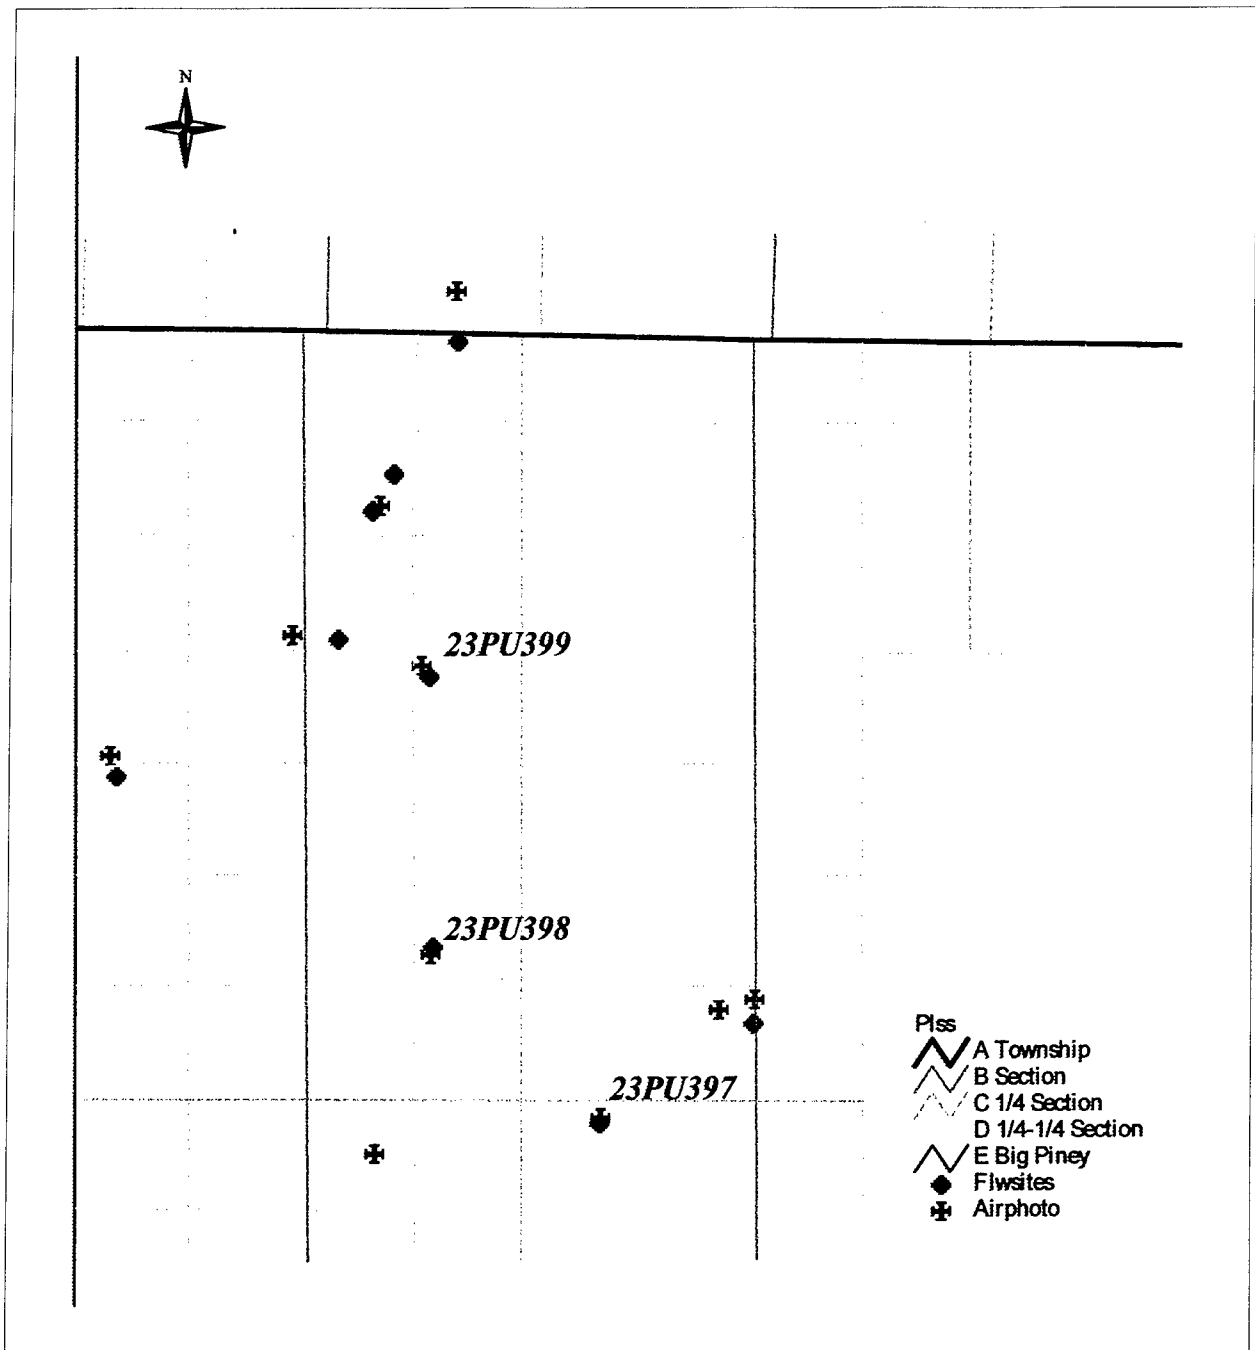 N
23PU399
23PU398
23PU397
Plss
A Township
B Section
C 1/4 Section
D 1/4-1/4 Section
E Big Piney
Flwsites
Airphoto